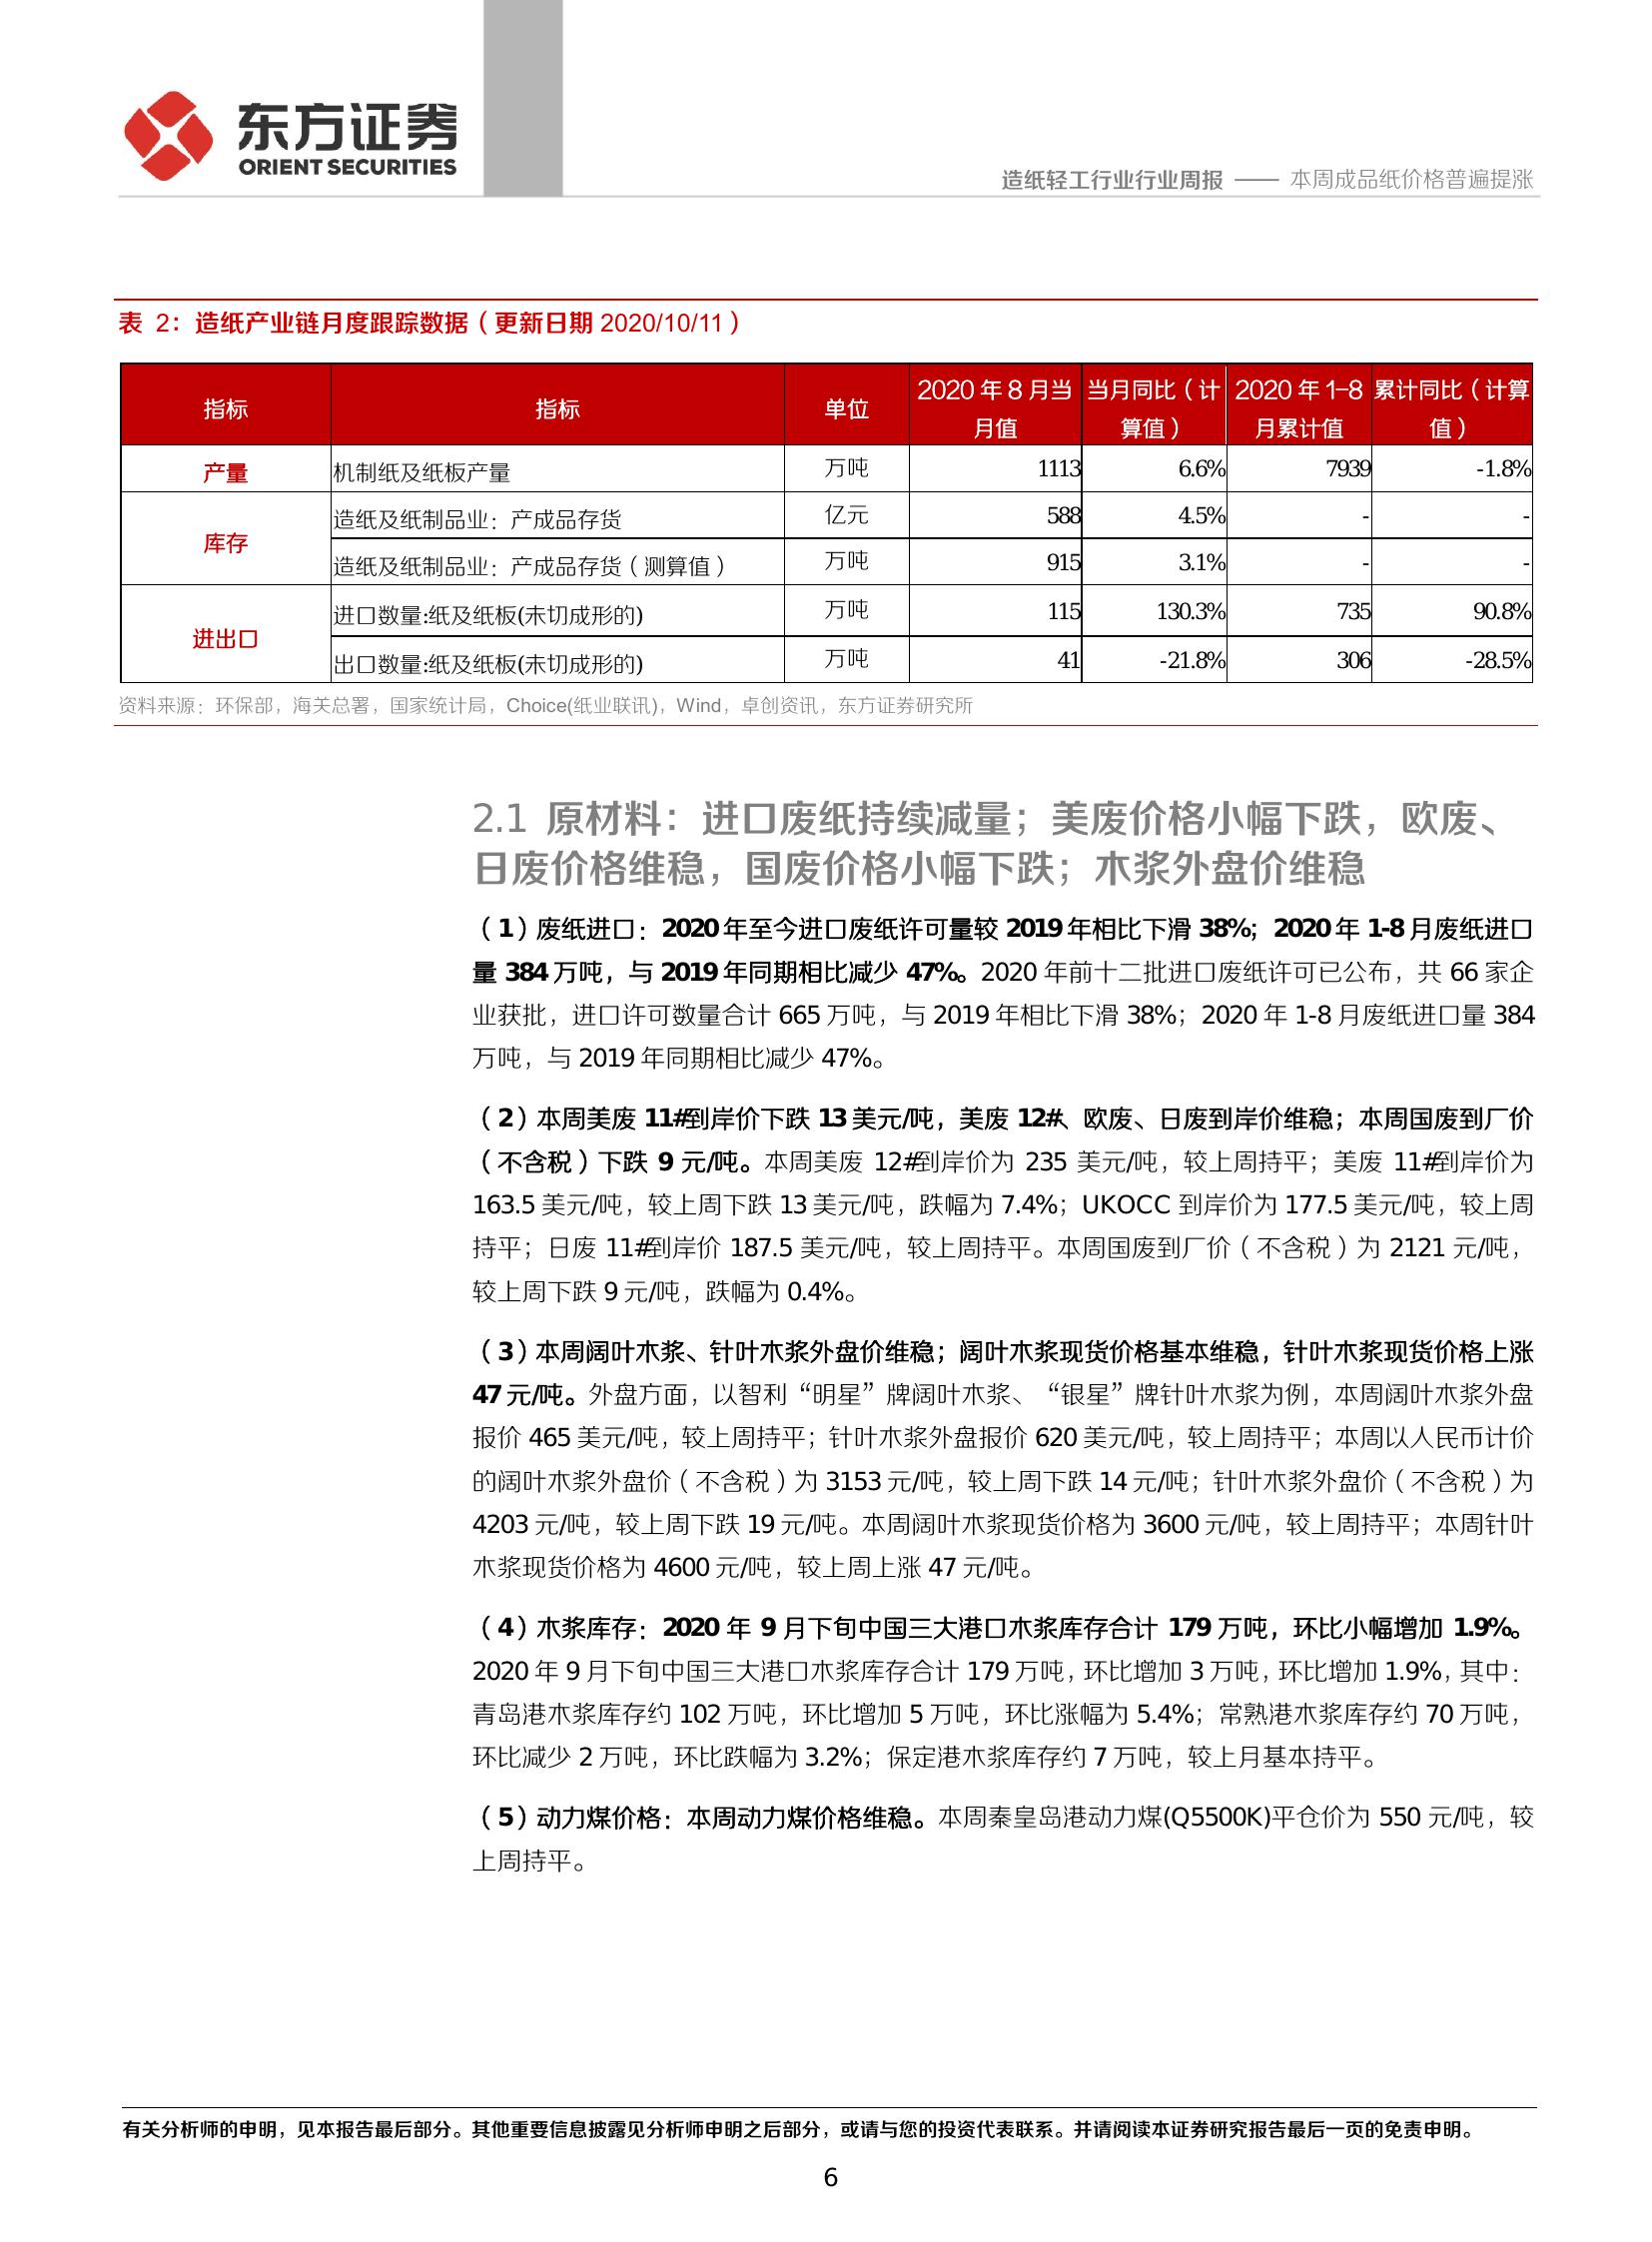 东方证券
ORIENT SECURITIES
造纸轻工行业行业周报 —— 本周成品纸价格普遍提涨
表 2：造纸产业链月度跟踪数据（更新日期 2020/10/11）
指标 指标 单位 2020 年 8 月当月值 当月同比（计算值） 2020 年 1-8 月累计值 累计同比（计算值）
产量 机制纸及纸板产量 万吨 1113 6.6% 7939 -1.8%
库存 造纸及纸制品业：产成品存货 亿元 588 4.5% - -
造纸及纸制品业：产成品存货（测算值） 万吨 915 3.1% - -
进出口 进口数量:纸及纸板(未切成形的) 万吨 115 130.3% 735 90.8%
出口数量:纸及纸板(未切成形的) 万吨 41 -21.8% 306 -28.5%
资料来源：环保部，海关总署，国家统计局，Choice(纸业联讯)，Wind，卓创资讯，东方证券研究所
2.1 原材料：进口废纸持续减量；美废价格小幅下跌，欧废、
日废价格维稳，国废价格小幅下跌；木浆外盘价维稳
（1）废纸进口：2020 年至今进口废纸许可量较 2019 年相比下滑 38%；2020 年 1-8 月废纸进口
量 384 万吨，与 2019 年同期相比减少 47%。2020 年前十二批进口废纸许可已公布，共 66 家企
业获批，进口许可数量合计 665 万吨，与 2019 年相比下滑 38%；2020 年 1-8 月废纸进口量 384
万吨，与 2019 年同期相比减少 47%。
（2）本周美废 11#到岸价下跌 13 美元/吨，美废 12#、欧废、日废到岸价维稳；本周国废到厂价
（不含税）下跌 9 元/吨。本周美废 12#到岸价为 235 美元/吨，较上周持平；美废 11#到岸价为
163.5 美元/吨，较上周下跌 13 美元/吨，跌幅为 7.4%；UKOCC 到岸价为 177.5 美元/吨，较上周
持平；日废 11#到岸价 187.5 美元/吨，较上周持平。本周国废到厂价（不含税）为 2121 元/吨，
较上周下跌 9 元/吨，跌幅为 0.4%。
（3）本周阔叶木浆、针叶木浆外盘价维稳；阔叶木浆现货价格基本维稳，针叶木浆现货价格上涨
47 元/吨。外盘方面，以智利“明星”牌阔叶木浆、“银星”牌针叶木浆为例，本周阔叶木浆外盘
报价 465 美元/吨，较上周持平；针叶木浆外盘报价 620 美元/吨，较上周持平；本周以人民币计价
的阔叶木浆外盘价（不含税）为 3153 元/吨，较上周下跌 14 元/吨；针叶木浆外盘价（不含税）为
4203 元/吨，较上周下跌 19 元/吨。本周阔叶木浆现货价格为 3600 元/吨，较上周持平；本周针叶
木浆现货价格为 4600 元/吨，较上周上涨 47 元/吨。
（4）木浆库存：2020 年 9 月下旬中国三大港口木浆库存合计 179 万吨，环比小幅增加 1.9%。
2020 年 9 月下旬中国三大港口木浆库存合计 179 万吨，环比增加 3 万吨，环比增加 1.9%，其中：
青岛港木浆库存约 102 万吨，环比增加 5 万吨，环比涨幅为 5.4%；常熟港木浆库存约 70 万吨，
环比减少 2 万吨，环比跌幅为 3.2%；保定港木浆库存约 7 万吨，较上月基本持平。
（5）动力煤价格：本周动力煤价格维稳。本周秦皇岛港动力煤(Q5500K)平仓价为 550 元/吨，较
上周持平。
有关分析师的申明，见本报告最后部分。其他重要信息披露见分析师申明之后部分，或请与您的投资代表联系。并请阅读本证券研究报告最后一页的免责申明。
6